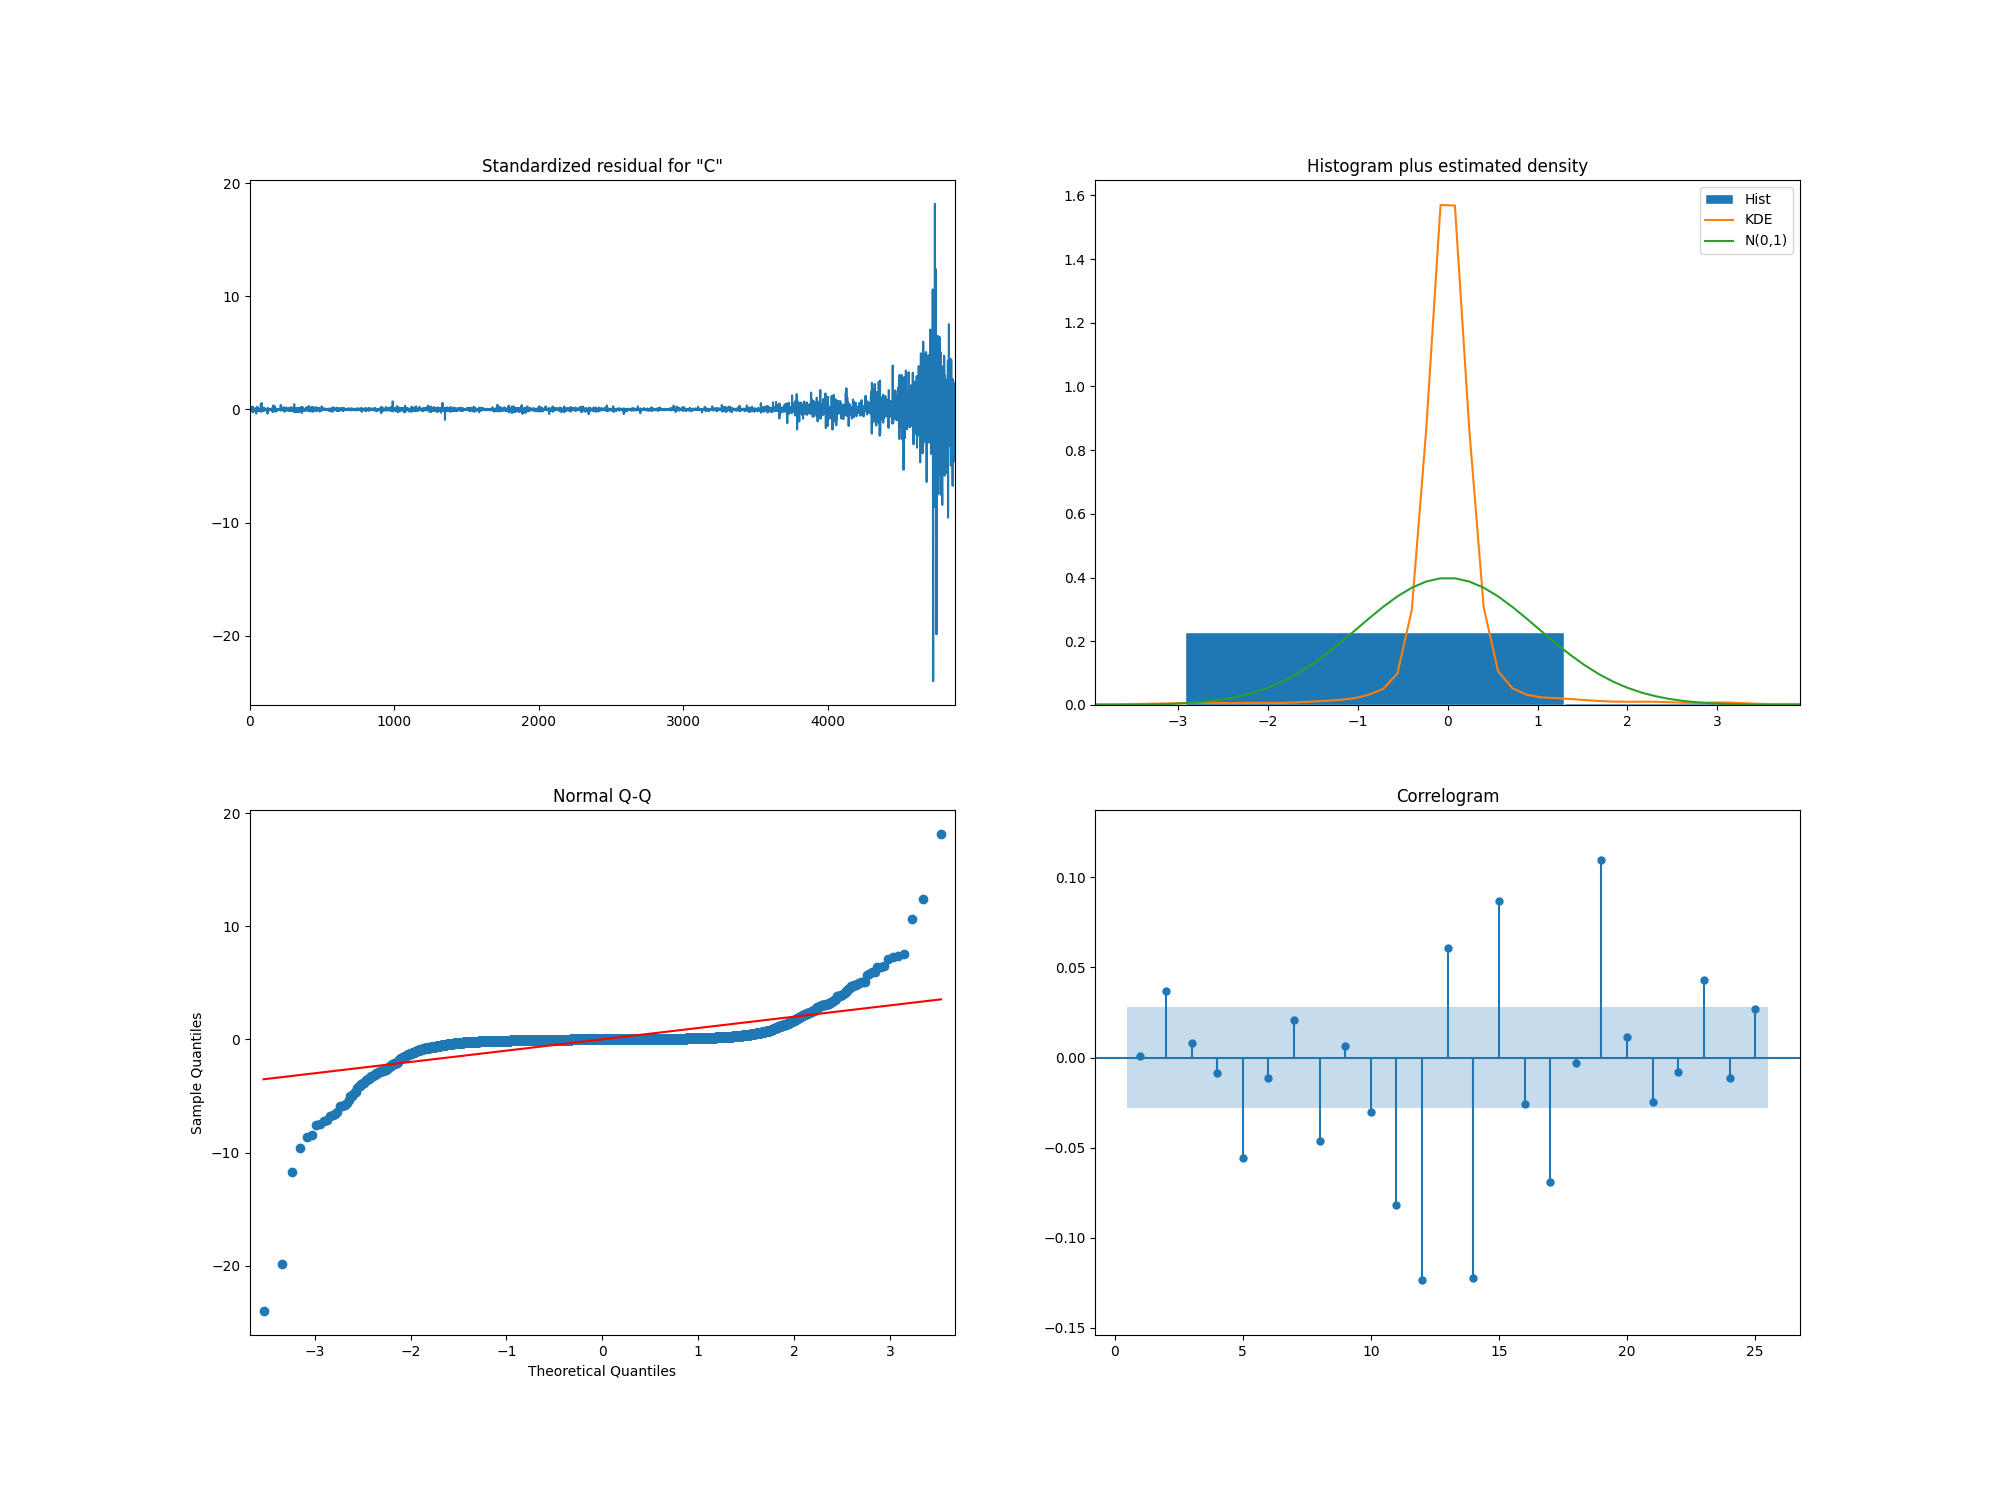 Standardized residual for "C"
20
10
0
−10
−20
0 1000 2000 3000 4000
Histogram plus estimated density
Hist
KDE
N(0,1)
1.6
1.4
1.2
1.0
0.8
0.6
0.4
0.2
0.0
−3 −2 −1 0 1 2 3
Normal Q-Q
Sample Quantiles
20
10
0
−10
−20
−3 −2 −1 0 1 2 3
Theoretical Quantiles
Correlogram
0.10
0.05
0.00
−0.05
−0.10
−0.15
0 5 10 15 20 25